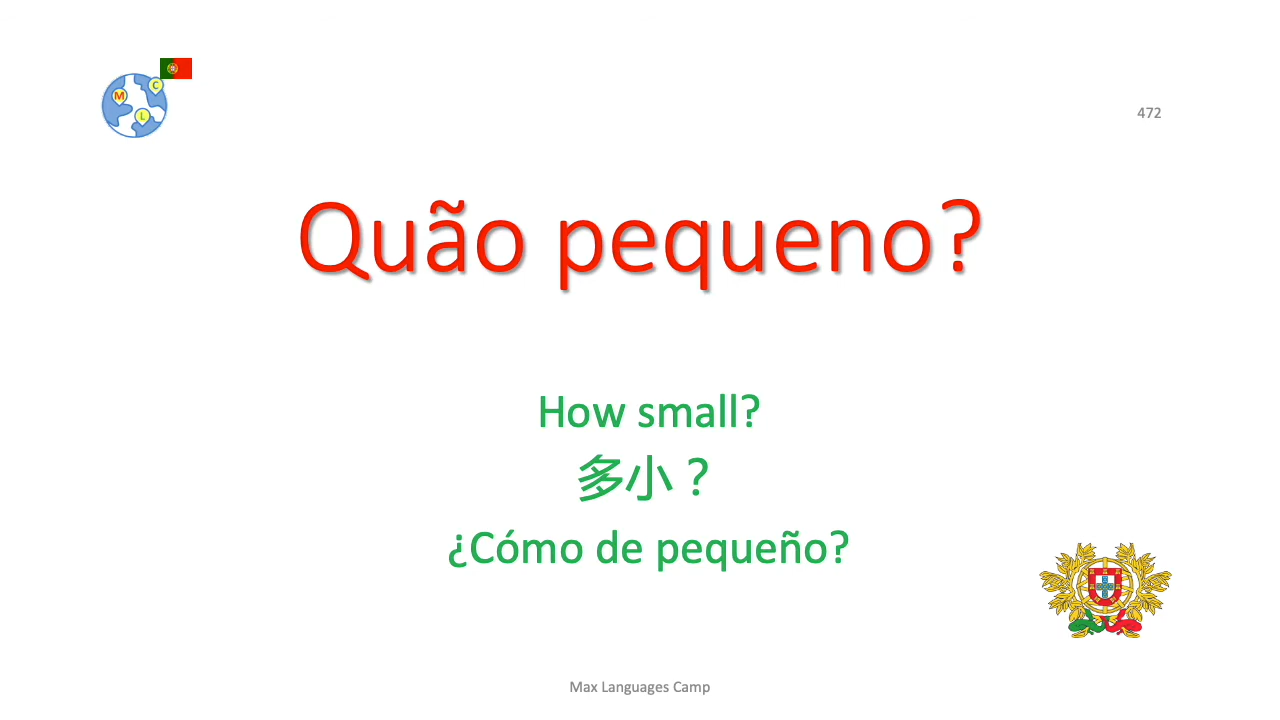 M C L
472
Quão pequeno?
How small?
多小？
¿Cómo de pequeño?
Max Languages Camp